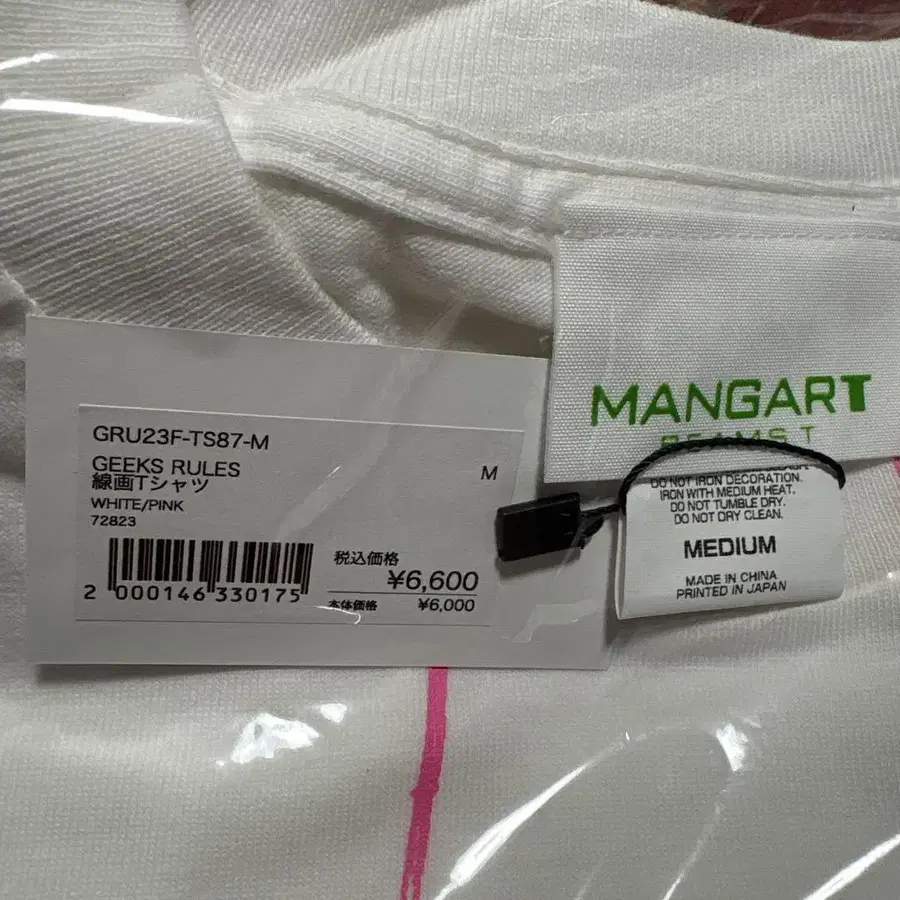 MANGART
BEAMS T
GRU23F-TS87-M
GEEKS RULES
線画Tシャツ
M
WHITE/PINK
72823
2 000146 330175
税込価格
¥6,600
本体価格 ¥6,000
DO NOT IRON DECORATION.
IRON WITH MEDIUM HEAT.
DO NOT TUMBLE DRY.
DO NOT DRY CLEAN.
MEDIUM
MADE IN CHINA
PRINTED IN JAPAN